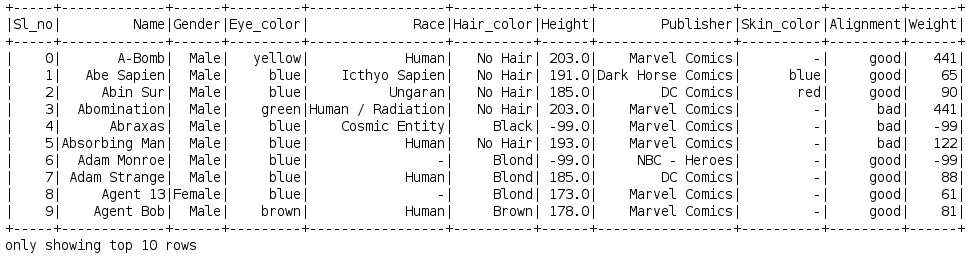 +-----+-------------+------+---------+-----------------+----------+------+-----------------+----------+---------+------+
|Sl_no|         Name|Gender|Eye_color|             Race|Hair_color|Height|        Publisher|Skin_color|Alignment|Weight|
+-----+-------------+------+---------+-----------------+----------+------+-----------------+----------+---------+------+
|    0|       A-Bomb|  Male|   yellow|            Human|   No Hair| 203.0|    Marvel Comics|         -|     good|   441|
|    1|   Abe Sapien|  Male|     blue|    Icthyo Sapien|   No Hair| 191.0|Dark Horse Comics|      blue|     good|    65|
|    2|     Abin Sur|  Male|     blue|          Ungaran|   No Hair| 185.0|        DC Comics|       red|     good|    90|
|    3|  Abomination|  Male|    green|Human / Radiation|   No Hair| 203.0|    Marvel Comics|         -|      bad|   441|
|    4|      Abraxas|  Male|     blue|    Cosmic Entity|     Black| -99.0|    Marvel Comics|         -|      bad|   -99|
|    5|Absorbing Man|  Male|     blue|            Human|   No Hair| 193.0|    Marvel Comics|         -|      bad|   122|
|    6|  Adam Monroe|  Male|     blue|                -|     Blond| -99.0|     NBC - Heroes|         -|     good|   -99|
|    7| Adam Strange|  Male|     blue|            Human|     Blond| 185.0|        DC Comics|         -|     good|    88|
|    8|     Agent 13|Female|     blue|                -|     Blond| 173.0|    Marvel Comics|         -|     good|    61|
|    9|    Agent Bob|  Male|    brown|            Human|     Brown| 178.0|    Marvel Comics|         -|     good|    81|
+-----+-------------+------+---------+-----------------+----------+------+-----------------+----------+---------+------+
only showing top 10 rows